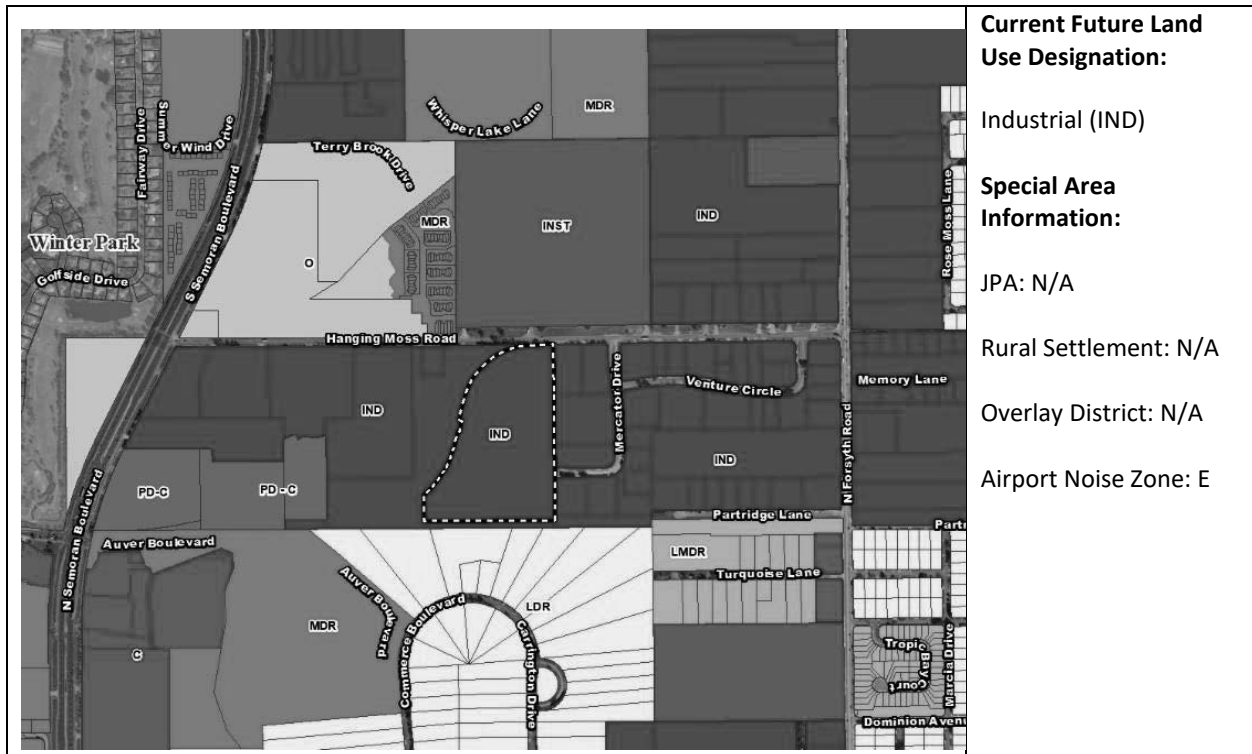 Current Future Land
Use Designation:
Industrial (IND)
Special Area
Information:
JPA: N/A
Rural Settlement: N/A
Overlay District: N/A
Airport Noise Zone: E
Whisper Lake Lane
MDR
Summer Wind Drive
Fairway Drive
Terry Brook Drive
Rose Moss Lane
MDR
INST
IND
Winter Park
O
Golfside Drive
S Semoran Boulevard
Hanging Moss Road
Mercator Drive
Venture Circle
Memory Lane
IND
IND
IND
N Forsyth Road
PD-C
PD - C
N Semoran Boulevard
Partridge Lane
Partr
Auver Boulevard
LMDR
Turquoise Lane
Auver Boulevard
Commerce Boulevard
LDR
Carrington Drive
MDR
C
Tropic Bay Court
Marcia Drive
Dominion Avenu